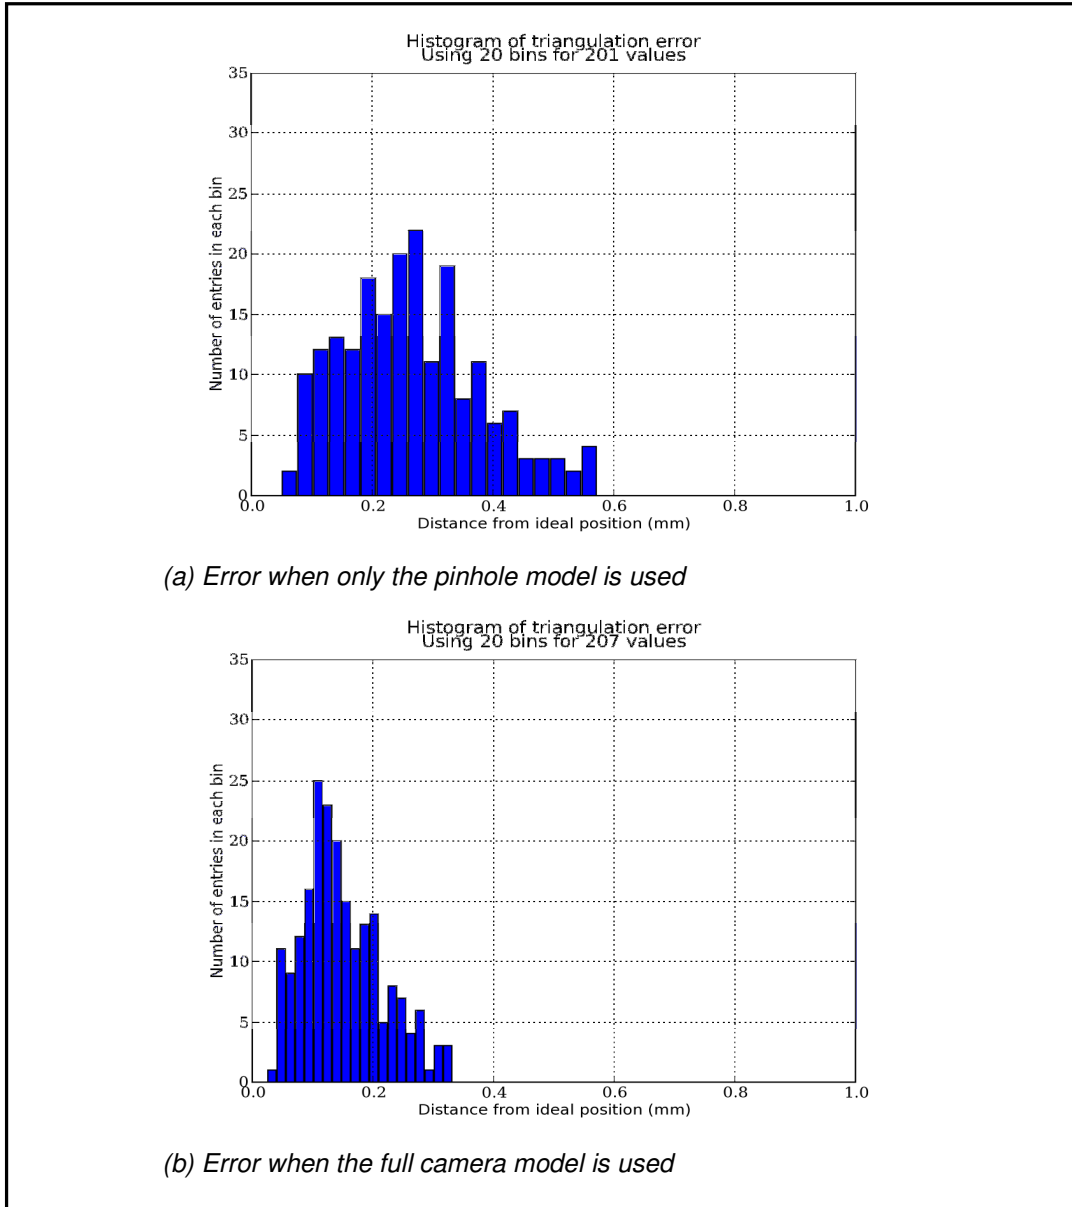 Histogram of triangulation error
Using 20 bins for 201 values
35
30
25
20
15
10
5
0
Number of entries in each bin
0.0 0.2 0.4 0.6 0.8 1.0
Distance from ideal position (mm)
(a) Error when only the pinhole model is used
Histogram of triangulation error
Using 20 bins for 207 values
35
30
25
20
15
10
5
0
Number of entries in each bin
0.0 0.2 0.4 0.6 0.8 1.0
Distance from ideal position (mm)
(b) Error when the full camera model is used